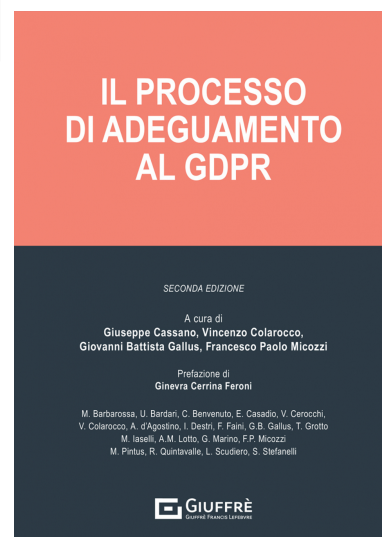 IL PROCESSO
DI ADEGUAMENTO
AL GDPR
SECONDA EDIZIONE
A cura di
Giuseppe Cassano, Vincenzo Colarocco,
Giovanni Battista Gallus, Francesco Paolo Micozzi
Prefazione di
Ginevra Cerrina Feroni
M. Barbarossa, U. Bardari, C. Benvenuto, E. Casadio, V. Cerocchi,
V. Colarocco, A. d'Agostino, I. Destri, F. Faini, G.B. Gallus, T. Grotto
M. Iaselli, A.M. Lotto, G. Marino, F.P. Micozzi
M. Pintus, R. Quintavalle, L. Scudiero, S. Stefanelli
GIUFFRÈ
GIUFFRÈ FRANCIS LEFEBVRE